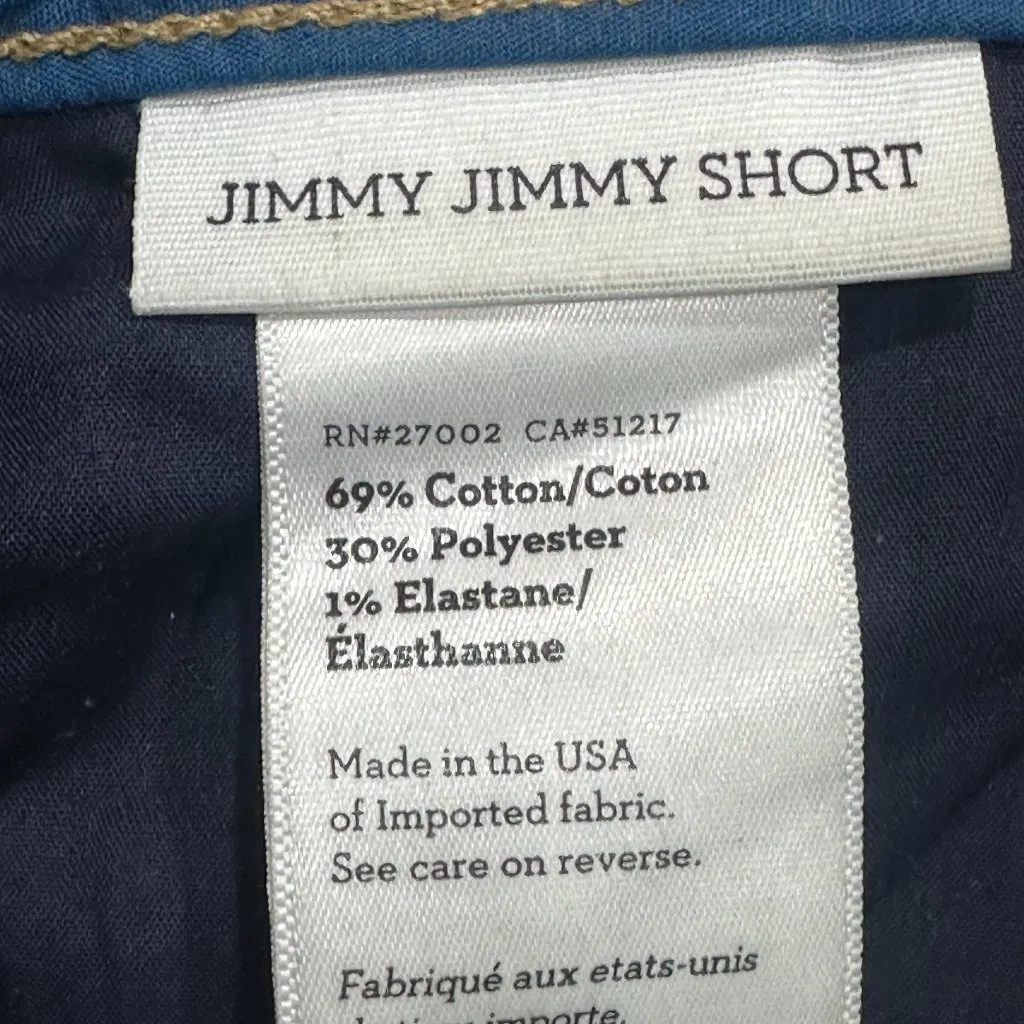 JIMMY JIMMY SHORT
RN#27002 CA#51217
69% Cotton/Coton
30% Polyester
1% Elastane/
Élasthanne
Made in the USA
of Imported fabric.
See care on reverse.
Fabriqué aux etats-unis
importe.